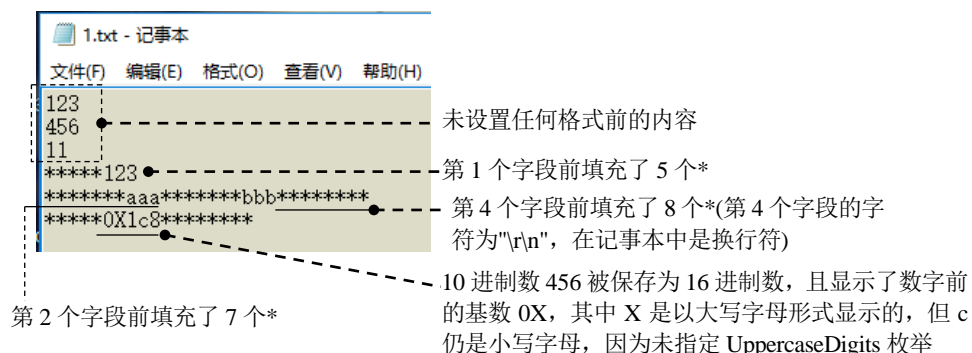 1.txt - 记事本
文件(F) 编辑(E) 格式(O) 查看(V) 帮助(H)
123
456
11
*****123
*******aaa*******bbb********
*****0X1c8********
未设置任何格式前的内容
第 1 个字段前填充了 5 个*
第 4 个字段前填充了 8 个*(第 4 个字段的字
符为"\r\n"，在记事本中是换行符)
10 进制数 456 被保存为 16 进制数，且显示了数字前
的基数 0X，其中 X 是以大写字母形式显示的，但 c
仍是小写字母，因为未指定 UppercaseDigits 枚举
第 2 个字段前填充了 7 个*